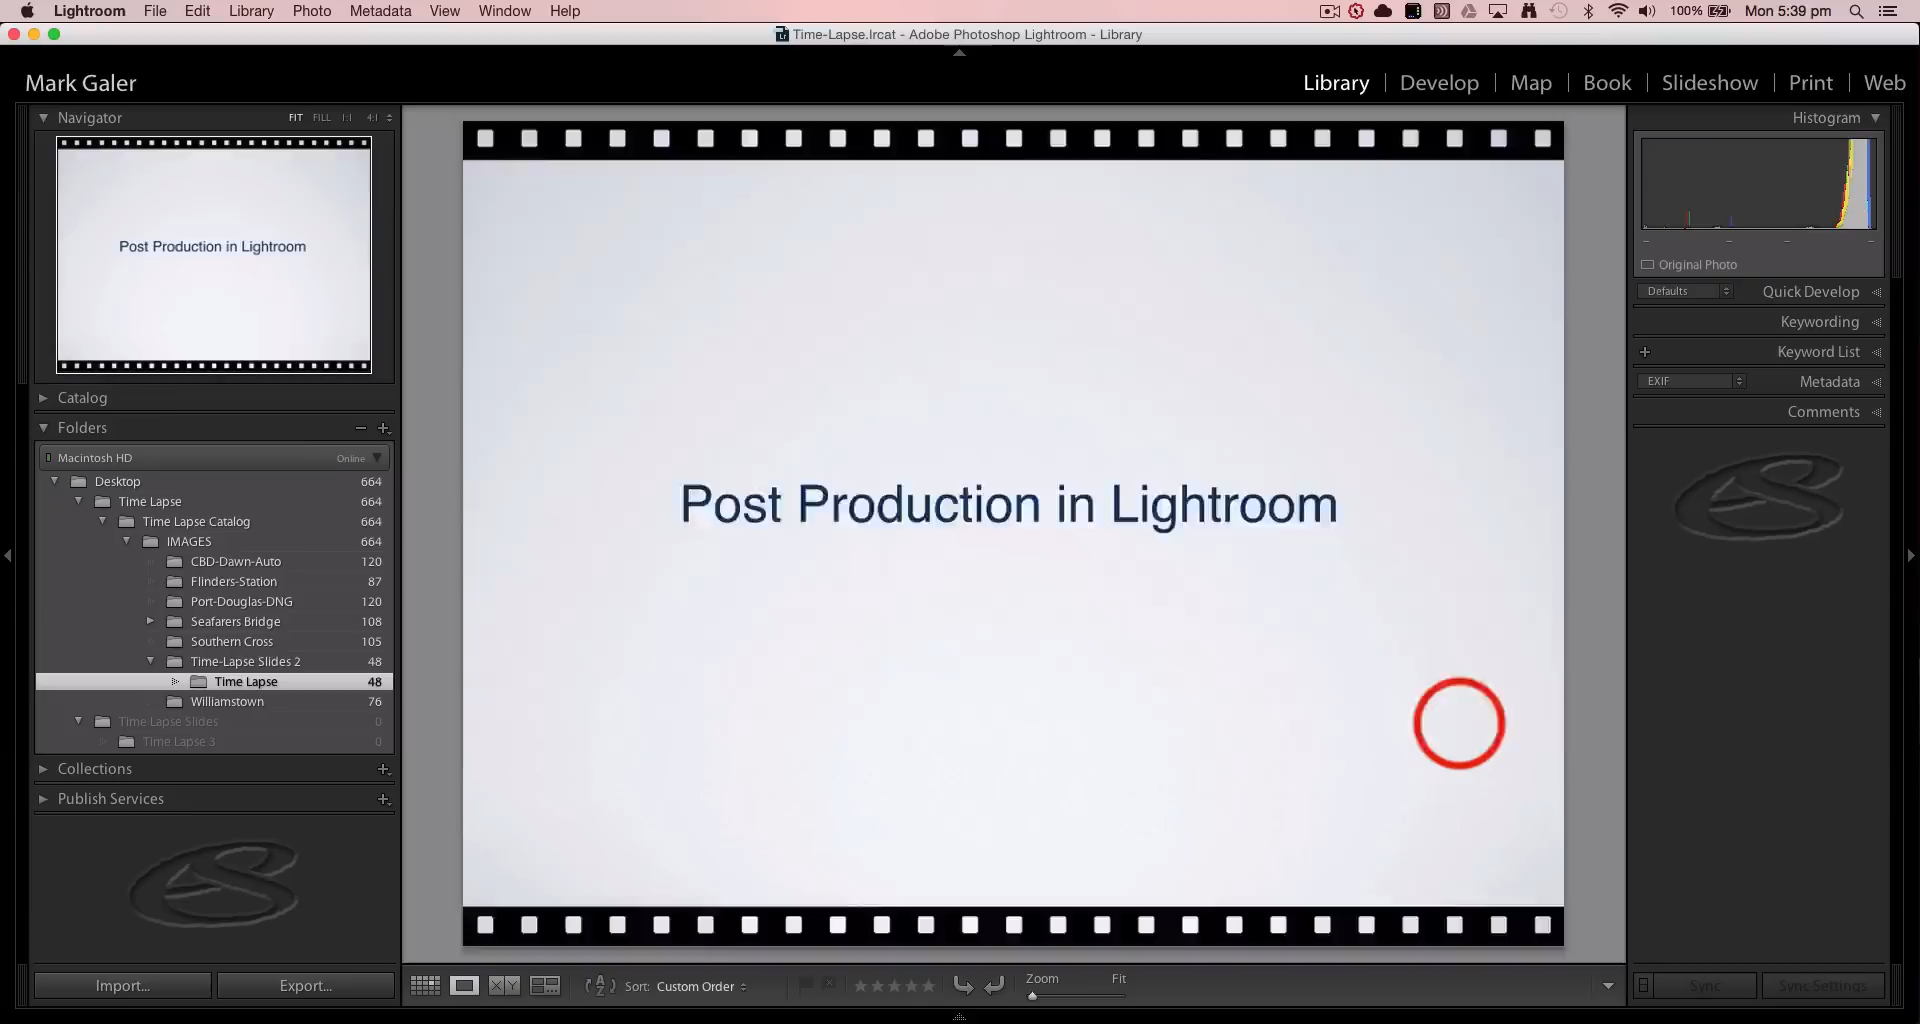 Lightroom File Edit Library Photo Metadata View Window Help 100% Mon 5:39 pm
Time-Lapse.lrcat - Adobe Photoshop Lightroom - Library
Mark Galer
Library Develop Map Book Slideshow Print Web
Navigator FIT FILL 1:1 4:1
Post Production in Lightroom
Catalog
Folders
Macintosh HD Online
Desktop 664
Time Lapse 664
Time Lapse Catalog 664
IMAGES 664
CBD-Dawn-Auto 120
Flinders-Station 87
Port-Douglas-DNG 120
Seafarers Bridge 108
Southern Cross 105
Time-Lapse Slides 2 48
Time Lapse 48
Williamstown 76
Time Lapse Slides 0
Time Lapse 3 0
Collections
Publish Services
Import...
Export...
Post Production in Lightroom
Sort: Custom Order
Zoom Fit
Histogram
Original Photo
Defaults Quick Develop
Keywording
Keyword List
EXIF Metadata
Comments
Sync
Sync Settings